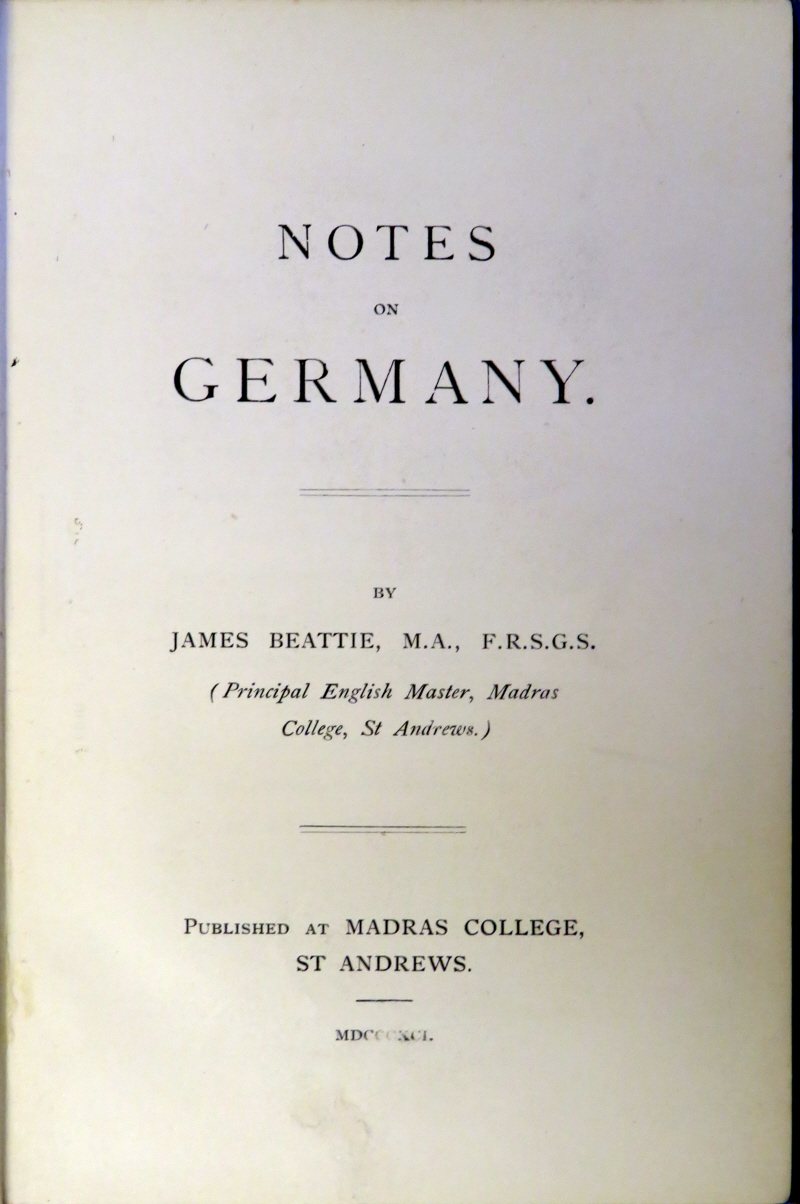 NOTES
ON
GERMANY.
BY
JAMES BEATTIE, M.A., F.R.S.G.S.
(Principal English Master, Madras
College, St Andrews.)
PUBLISHED AT MADRAS COLLEGE,
ST ANDREWS.